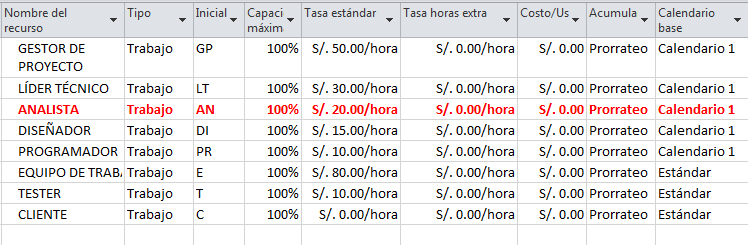 Nombre del recurso Tipo Inicial Capaci máxim Tasa estándar Tasa horas extra Costo/Us Acumula Calendario base
GESTOR DE PROYECTO Trabajo GP 100% S/. 50.00/hora S/. 0.00/hora S/. 0.00 Prorrateo Calendario 1
LÍDER TÉCNICO Trabajo LT 100% S/. 30.00/hora S/. 0.00/hora S/. 0.00 Prorrateo Calendario 1
ANALISTA Trabajo AN 100% S/. 20.00/hora S/. 0.00/hora S/. 0.00 Prorrateo Calendario 1
DISEÑADOR Trabajo DI 100% S/. 15.00/hora S/. 0.00/hora S/. 0.00 Prorrateo Calendario 1
PROGRAMADOR Trabajo PR 100% S/. 10.00/hora S/. 0.00/hora S/. 0.00 Prorrateo Calendario 1
EQUIPO DE TRABA Trabajo E 100% S/. 80.00/hora S/. 0.00/hora S/. 0.00 Prorrateo Estándar
TESTER Trabajo T 100% S/. 10.00/hora S/. 0.00/hora S/. 0.00 Prorrateo Estándar
CLIENTE Trabajo C 100% S/. 0.00/hora S/. 0.00/hora S/. 0.00 Prorrateo Estándar